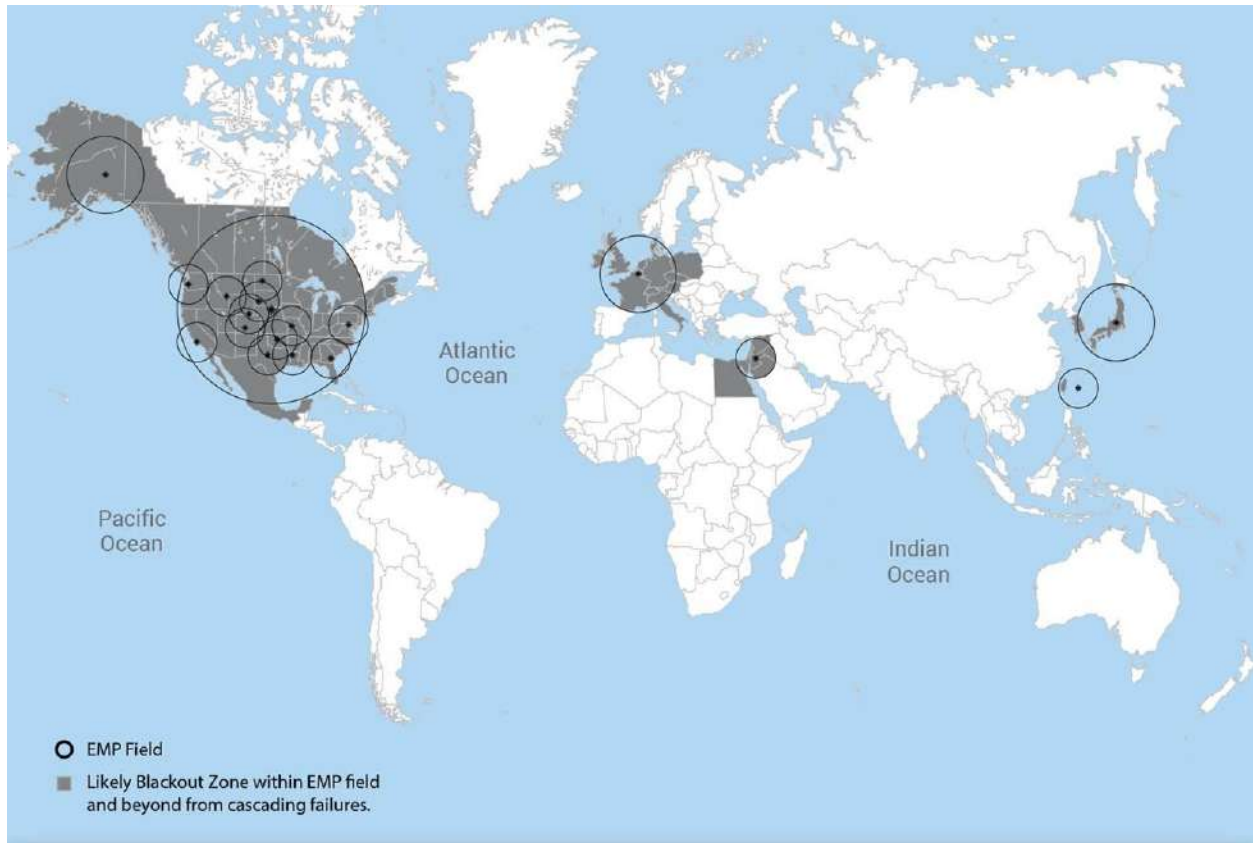 Atlantic
Ocean
Pacific
Ocean
Indian
Ocean
EMP Field
Likely Blackout Zone within EMP field
and beyond from cascading failures.